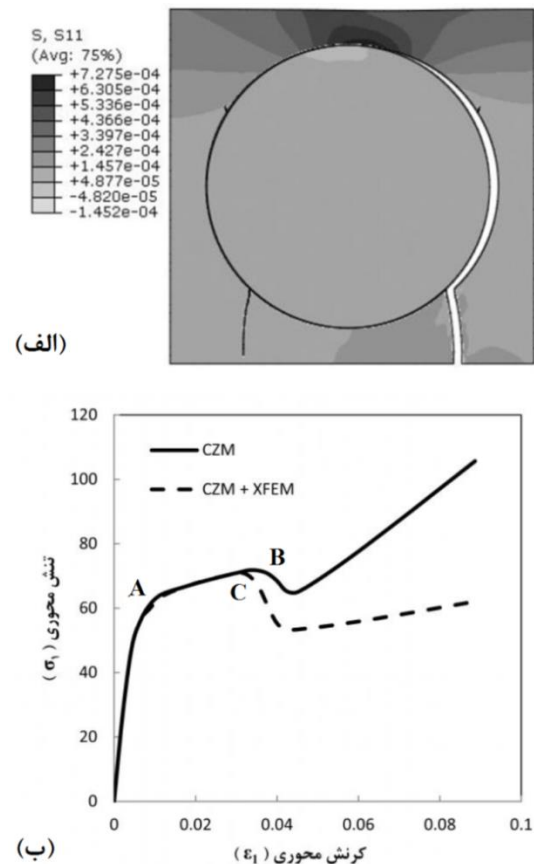 S, S11
(Avg: 75%)
+7.275e-04
+6.305e-04
+5.336e-04
+4.366e-04
+3.397e-04
+2.427e-04
+1.457e-04
+4.877e-05
-4.820e-05
-1.452e-04
(الف)
120
100
80
60
40
20
0
CZM
CZM + XFEM
A
B
C
تنش محوری (σ₁)
0
0.02
0.04
0.06
0.08
0.1
کرنش محوری (ε₁)
(ب)